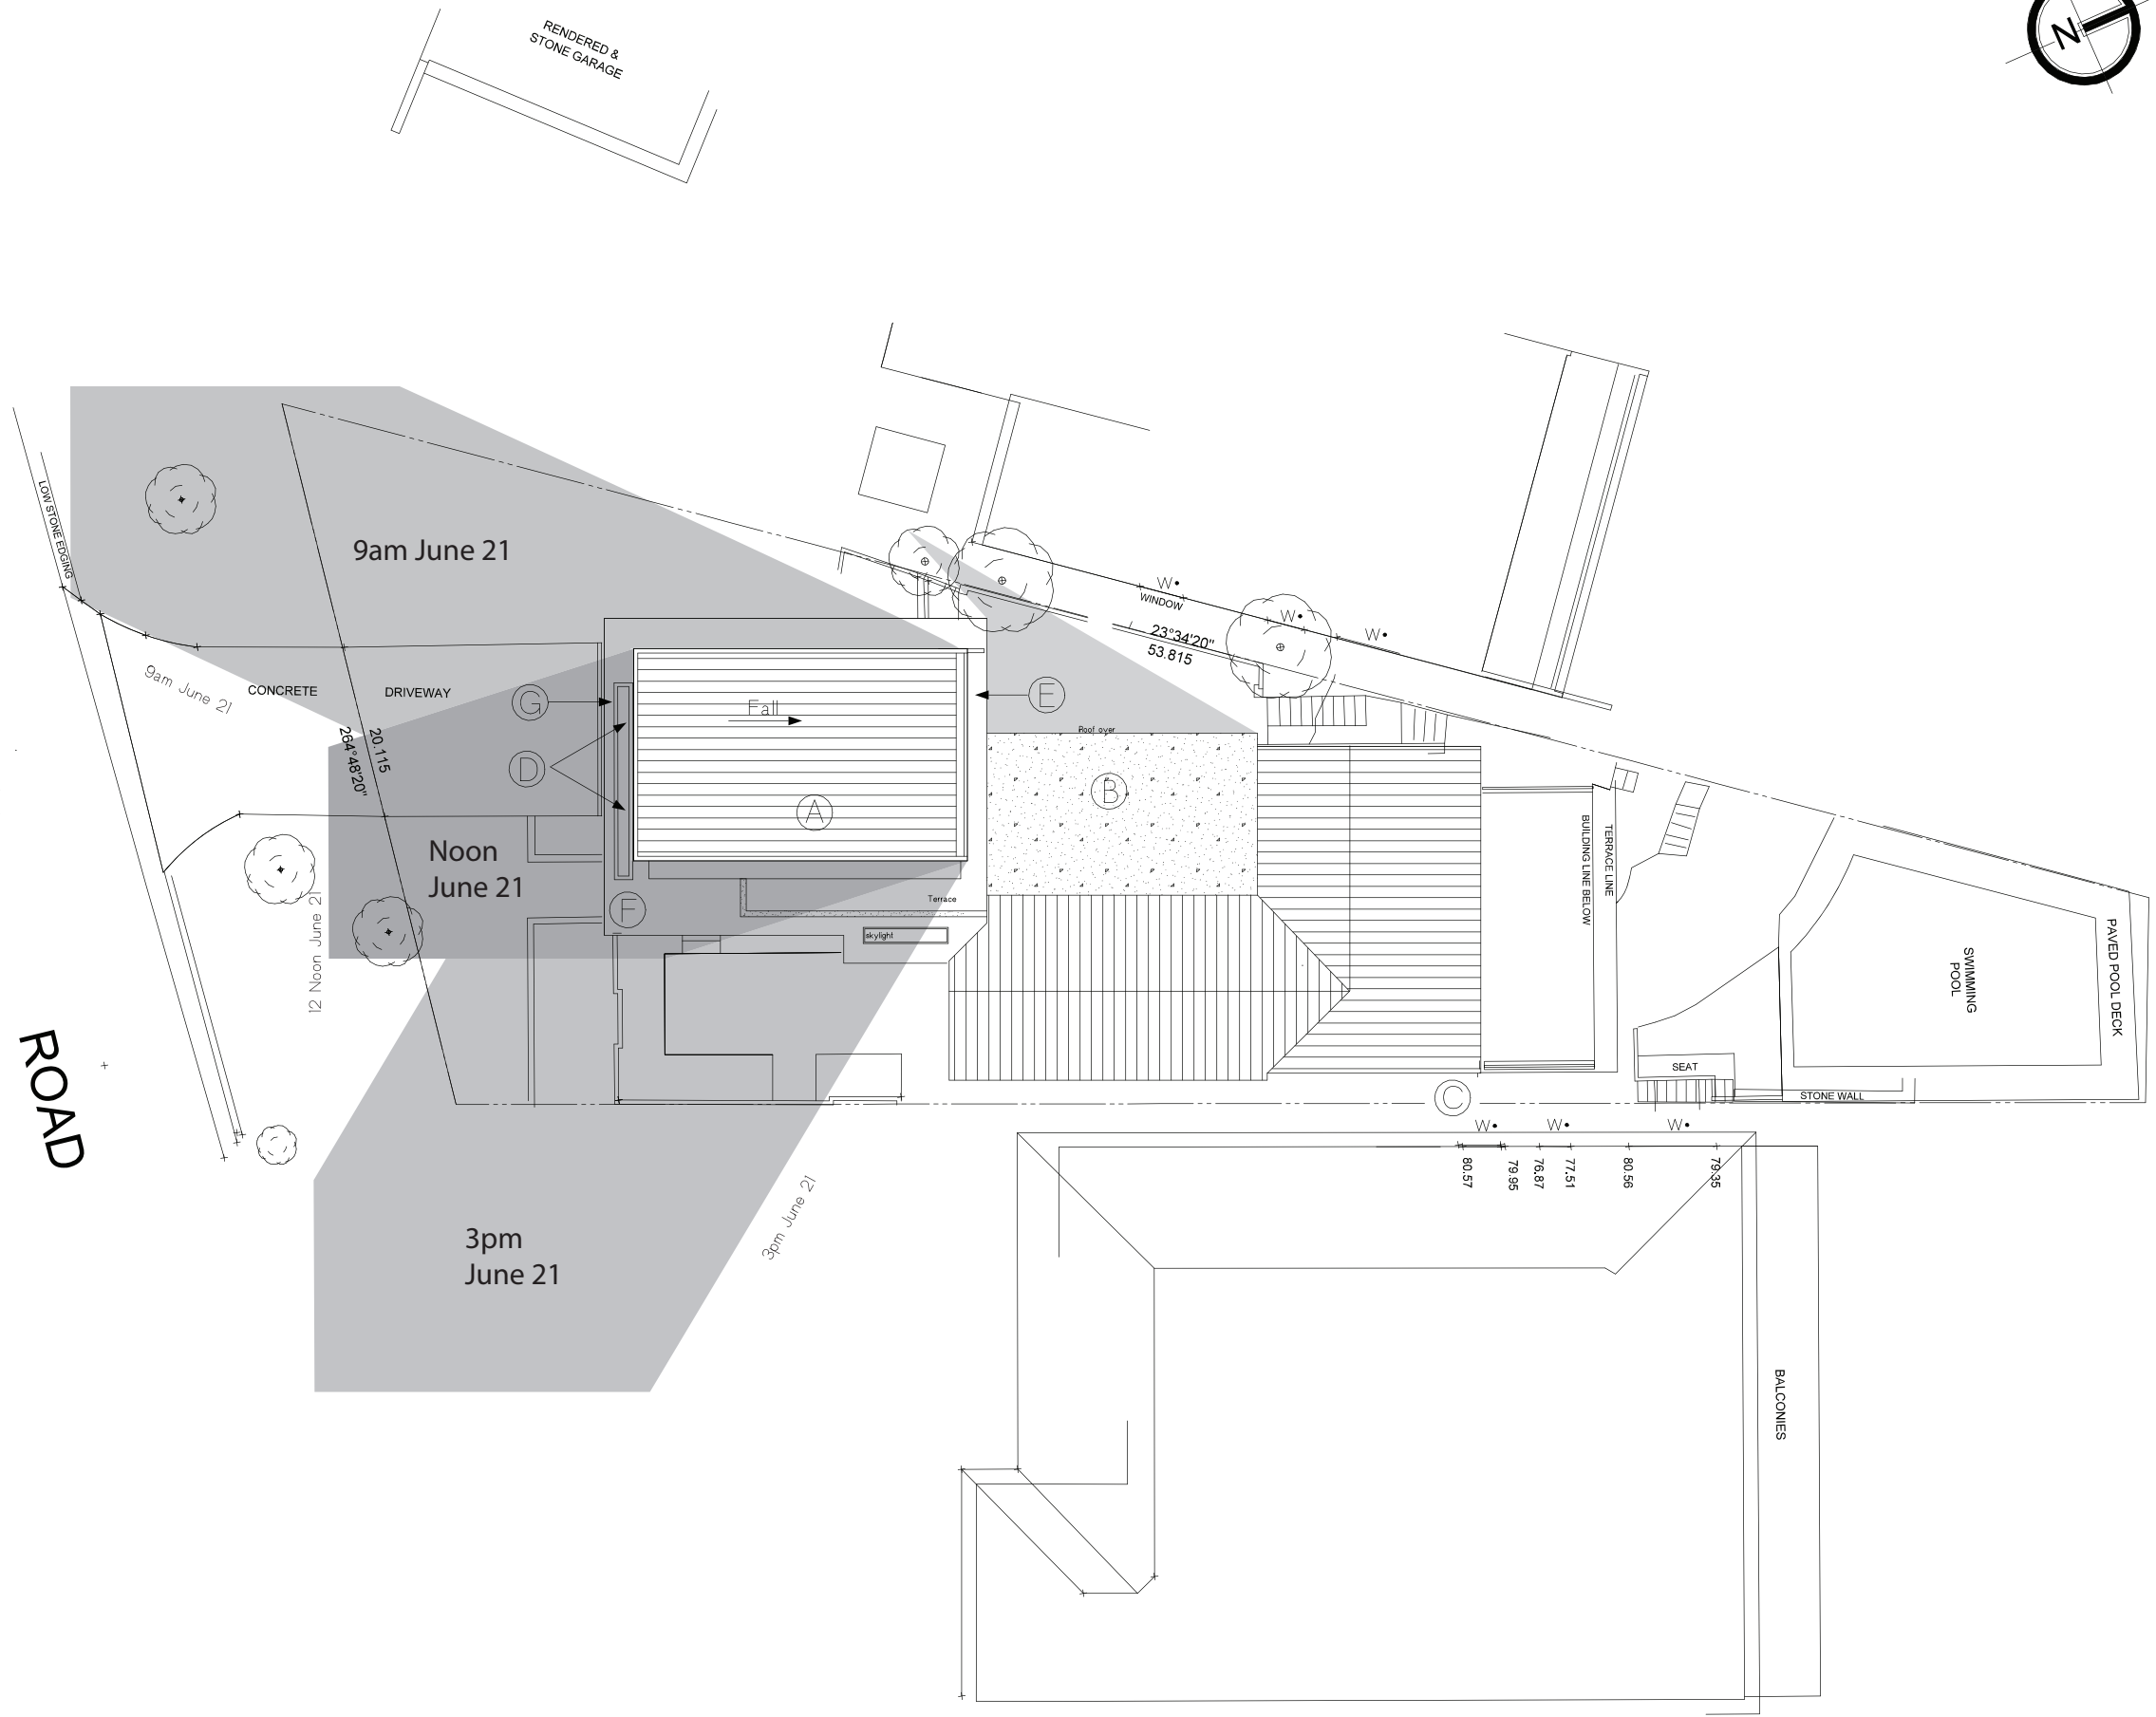 RENDERED &
STONE GARAGE
N
LOW STONE EDGING
9am June 21
WINDOW
W•
W•
W•
23°34'20"
53.815
9am June 21
CONCRETE
DRIVEWAY
G
Fall
E
20.115
264°48'20"
D
A
Roof over
B
Noon
June 21
12 Noon June 21
F
Terrace
skylight
BUILDING LINE BELOW
TERRACE LINE
SWIMMING
POOL
PAVED POOL DECK
ROAD
SEAT
STONE WALL
C
W•
W•
W•
80.57
79.95
76.87
77.51
80.56
79.35
3pm June 21
3pm
June 21
BALCONIES